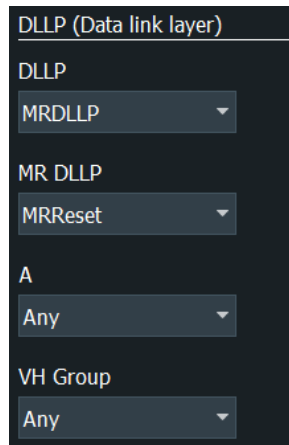 DLLP (Data link layer)
DLLP
MRDLLP
MR DLLP
MRReset
A
Any
VH Group
Any